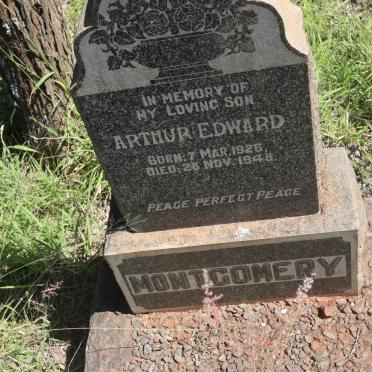 IN MEMORY OF
MY LOVING SON
ARTHUR EDWARD
BORN: 7 MAR. 1926
DIED: 28 NOV. 1948
PEACE PERFECT PEACE
MONTGOMERY